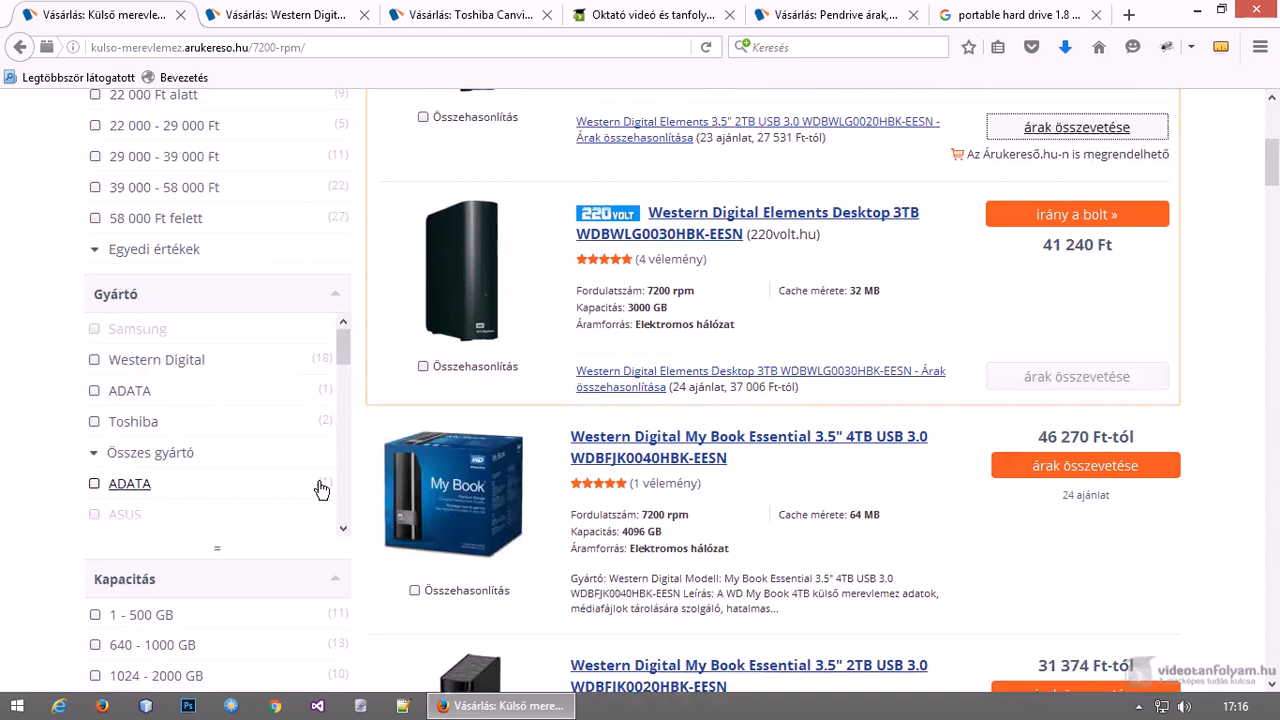 Vásárlás: Külső merevle...
Vásárlás: Western Digit...
Vásárlás: Toshiba Canvi...
Oktató videó és tanfoly...
Vásárlás: Pendrive árak,...
portable hard drive 1.8 ...
kulso-merevlemez.arukereso.hu/7200-rpm/
Keresés
Legtöbbször látogatott
Bevezetés
22 000 Ft alatt (9)
22 000 - 29 000 Ft (5)
29 000 - 39 000 Ft (11)
39 000 - 58 000 Ft (22)
58 000 Ft felett (27)
Egyedi értékek
Gyártó
Samsung
Western Digital (18)
ADATA (1)
Toshiba (2)
Összes gyártó
ADATA
ASUS
Kapacitás
1 - 500 GB (11)
640 - 1000 GB (13)
1024 - 2000 GB (10)
Összehasonlítás
Western Digital Elements 3.5" 2TB USB 3.0 WDBWLG0020HBK-EESN -
Árak összehasonlítása (23 ajánlat, 27 531 Ft-tól)
árak összevetése
Az Árukereső.hu-n is megrendelhető
220VOLT Western Digital Elements Desktop 3TB
WDBWLG0030HBK-EESN (220volt.hu)
(4 vélemény)
irány a bolt »
41 240 Ft
Fordulatszám: 7200 rpm
Cache mérete: 32 MB
Kapacitás: 3000 GB
Áramforrás: Elektromos hálózat
Összehasonlítás
Western Digital Elements Desktop 3TB WDBWLG0030HBK-EESN - Árak
összehasonlítása (24 ajánlat, 37 006 Ft-tól)
árak összevetése
My Book
Western Digital My Book Essential 3.5" 4TB USB 3.0
WDBFJK0040HBK-EESN
(1 vélemény)
46 270 Ft-tól
árak összevetése
24 ajánlat
Fordulatszám: 7200 rpm
Cache mérete: 64 MB
Kapacitás: 4096 GB
Áramforrás: Elektromos hálózat
Gyártó: Western Digital Modell: My Book Essential 3.5" 4TB USB 3.0
WDBFJK0040HBK-EESN Leírás: A WD My Book 4TB külső merevlemez adatok,
médiafájlok tárolására szolgáló, hatalmas...
Összehasonlítás
Western Digital My Book Essential 3.5" 2TB USB 3.0
WDBFJK0020HBK-EESN
31 374 Ft-tól
videotanfolyam.hu
Vásárlás: Külső mere...
17:16